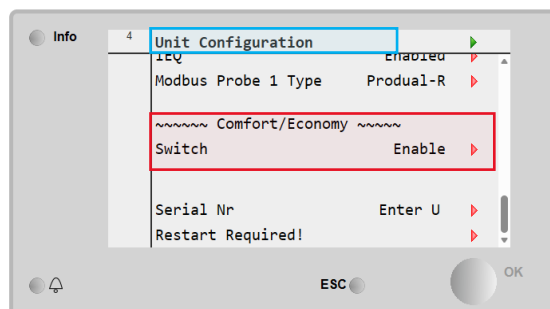 Info
4
Unit Configuration
IEQ Enabled
Modbus Probe 1 Type Produal-R
~~~~~~ Comfort/Economy ~~~~~
Switch Enable
Serial Nr Enter U
Restart Required!
ESC
OK